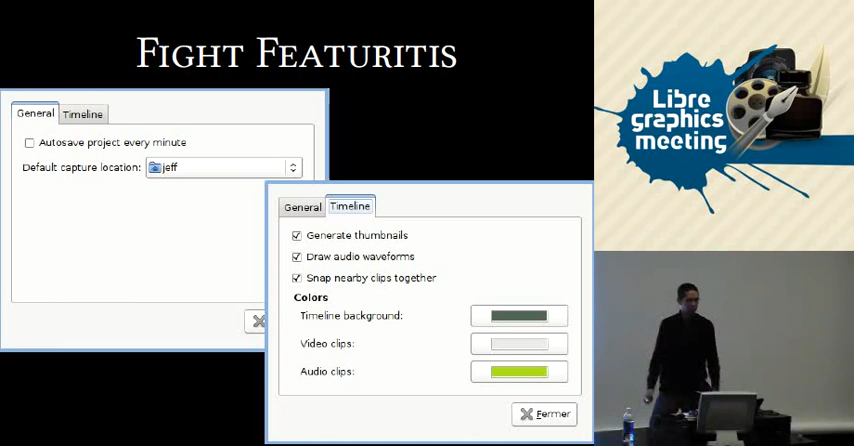 FIGHT FEATURITIS
General
Timeline
Autosave project every minute
Default capture location:
jeff
General
Timeline
Generate thumbnails
Draw audio waveforms
Snap nearby clips together
Colors
Timeline background:
Video clips:
Audio clips:
Fermer
Libre
graphics
meeting